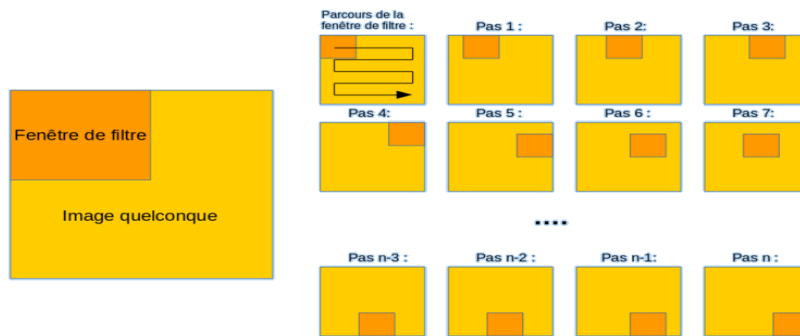 Parcours de la
fenêtre de filtre :
Pas 1 :
Pas 2:
Pas 3:
Fenêtre de filtre
Image quelconque
Pas 4:
Pas 5 :
Pas 6 :
Pas 7:
....
Pas n-3 :
Pas n-2 :
Pas n-1:
Pas n :